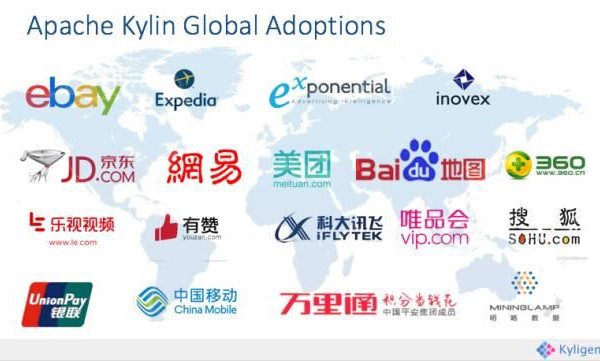 Apache Kylin Global Adoptions
ebay
Expedia
exponential
Advertising Intelligence
inovex
JD.京东
.COM
網易
美团
meituan.com
Bai du 地图
360
www.360.cn
乐视视频
www.le.com
有赞
youzan.com
科大讯飞
iFLYTEK
唯品会
vip.com
搜狐
SOHU.com
UnionPay
银联
中国移动
China Mobile
万里通
积分当钱花
中国平安集团成员
MININGLAMP
明略数据
Kyligen